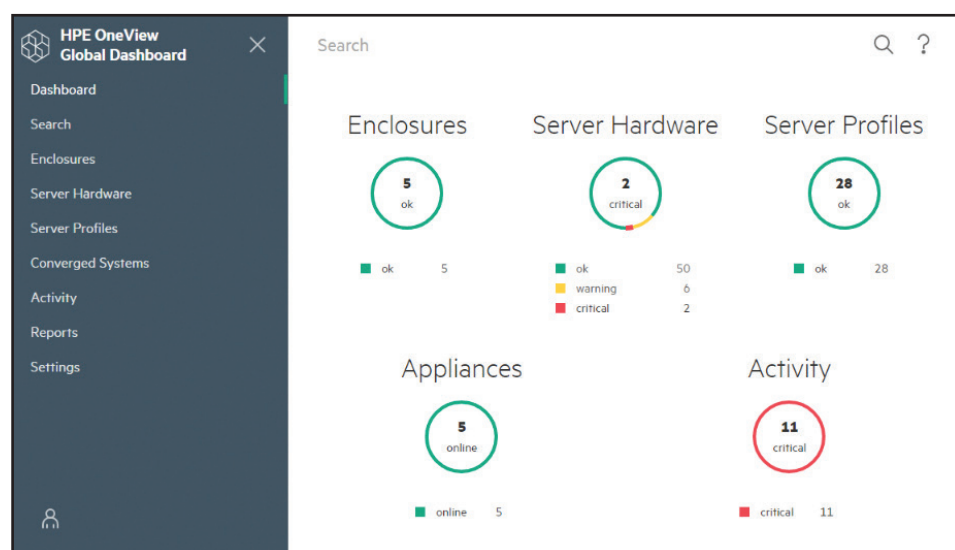 HPE OneView
Global Dashboard
Dashboard
Search
Enclosures
Server Hardware
Server Profiles
Converged Systems
Activity
Reports
Settings
Search
?
Enclosures
5
ok
ok 5
Server Hardware
2
critical
ok 50
warning 6
critical 2
Server Profiles
28
ok
ok 28
Appliances
5
online
online 5
Activity
11
critical
critical 11